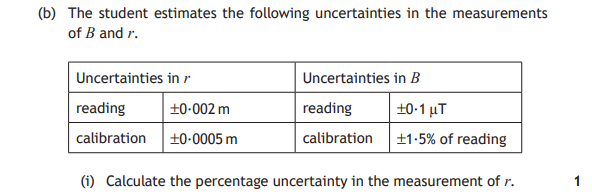 (b) The student estimates the following uncertainties in the measurements
of B and r.
Uncertainties in r Uncertainties in B
reading ±0·002 m reading ±0·1 µT
calibration ±0·0005 m calibration ±1·5% of reading
(i) Calculate the percentage uncertainty in the measurement of r. 1